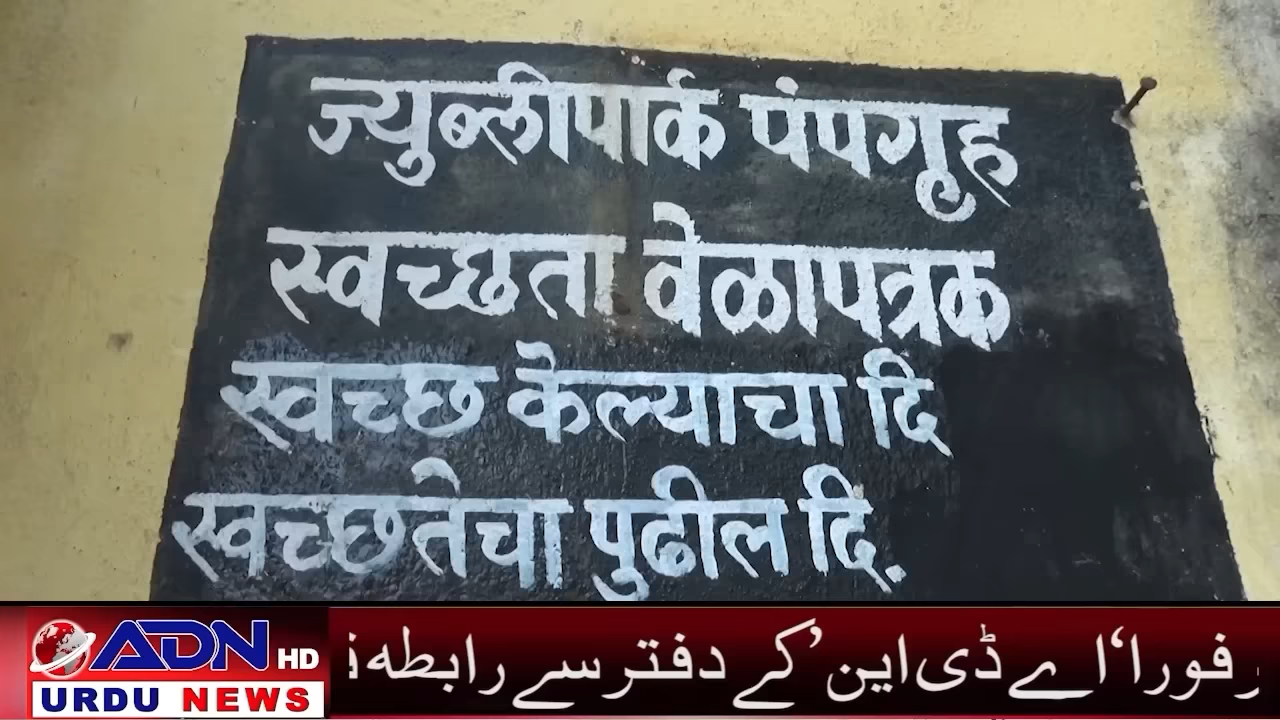 ज्युब्लीपार्क पंपगृह
स्वच्छता वेळापत्रक
स्वच्छ केल्याचा दि
स्वच्छतेचा पुढील दि.
ADN HD
URDU NEWS
فورا‘اے ڈی این’کے دفتر سے رابطہ